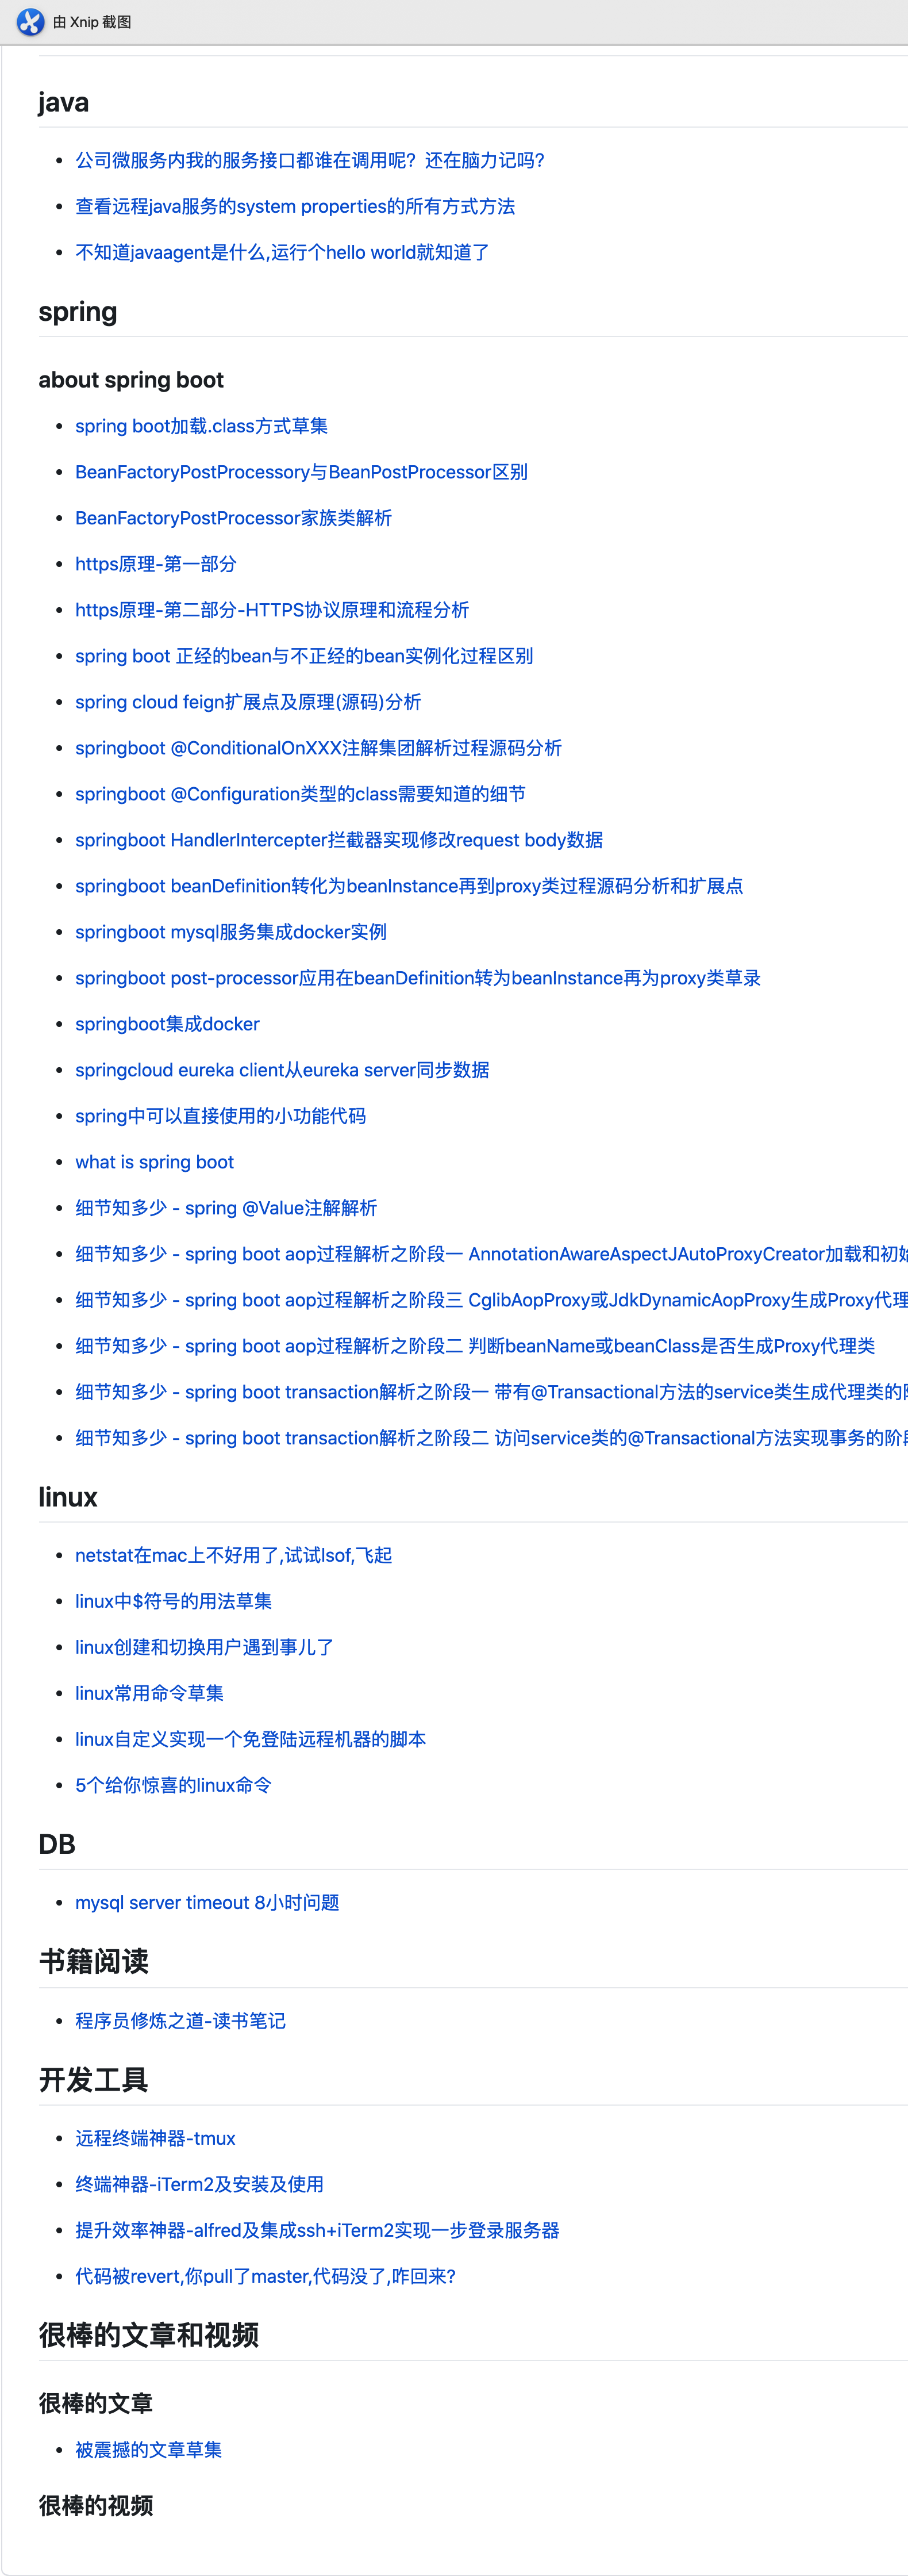 由 Xnip 截图
java
公司微服务内我的服务接口都谁在调用呢？还在脑力记吗?
查看远程java服务的system properties的所有方式方法
不知道javaagent是什么,运行个hello world就知道了
spring
about spring boot
spring boot加载.class方式草集
BeanFactoryPostProcessory与BeanPostProcessor区别
BeanFactoryPostProcessor家族类解析
https原理-第一部分
https原理-第二部分-HTTPS协议原理和流程分析
spring boot 正经的bean与不正经的bean实例化过程区别
spring cloud feign扩展点及原理(源码)分析
springboot @ConditionalOnXXX注解集团解析过程源码分析
springboot @Configuration类型的class需要知道的细节
springboot HandlerIntercepter拦截器实现修改request body数据
springboot beanDefinition转化为beanInstance再到proxy类过程源码分析和扩展点
springboot mysql服务集成docker实例
springboot post-processor应用在beanDefinition转为beanInstance再为proxy类草录
springboot集成docker
springcloud eureka client从eureka server同步数据
spring中可以直接使用的小功能代码
what is spring boot
细节知多少 - spring @Value注解解析
细节知多少 - spring boot aop过程解析之阶段一 AnnotationAwareAspectJAutoProxyCreator加载和初
细节知多少 - spring boot aop过程解析之阶段三 CglibAopProxy或JdkDynamicAopProxy生成Proxy代理
细节知多少 - spring boot aop过程解析之阶段二 判断beanName或beanClass是否生成Proxy代理类
细节知多少 - spring boot transaction解析之阶段一 带有@Transactional方法的service类生成代理类的
细节知多少 - spring boot transaction解析之阶段二 访问service类的@Transactional方法实现事务的阶
linux
netstat在mac上不好用了,试试lsof,飞起
linux中$符号的用法草集
linux创建和切换用户遇到事儿了
linux常用命令草集
linux自定义实现一个免登陆远程机器的脚本
5个给你惊喜的linux命令
DB
mysql server timeout 8小时问题
书籍阅读
程序员修炼之道-读书笔记
开发工具
远程终端神器-tmux
终端神器-iTerm2及安装及使用
提升效率神器-alfred及集成ssh+iTerm2实现一步登录服务器
代码被revert,你pull了master,代码没了,咋回来?
很棒的文章和视频
很棒的文章
被震撼的文章草集
很棒的视频